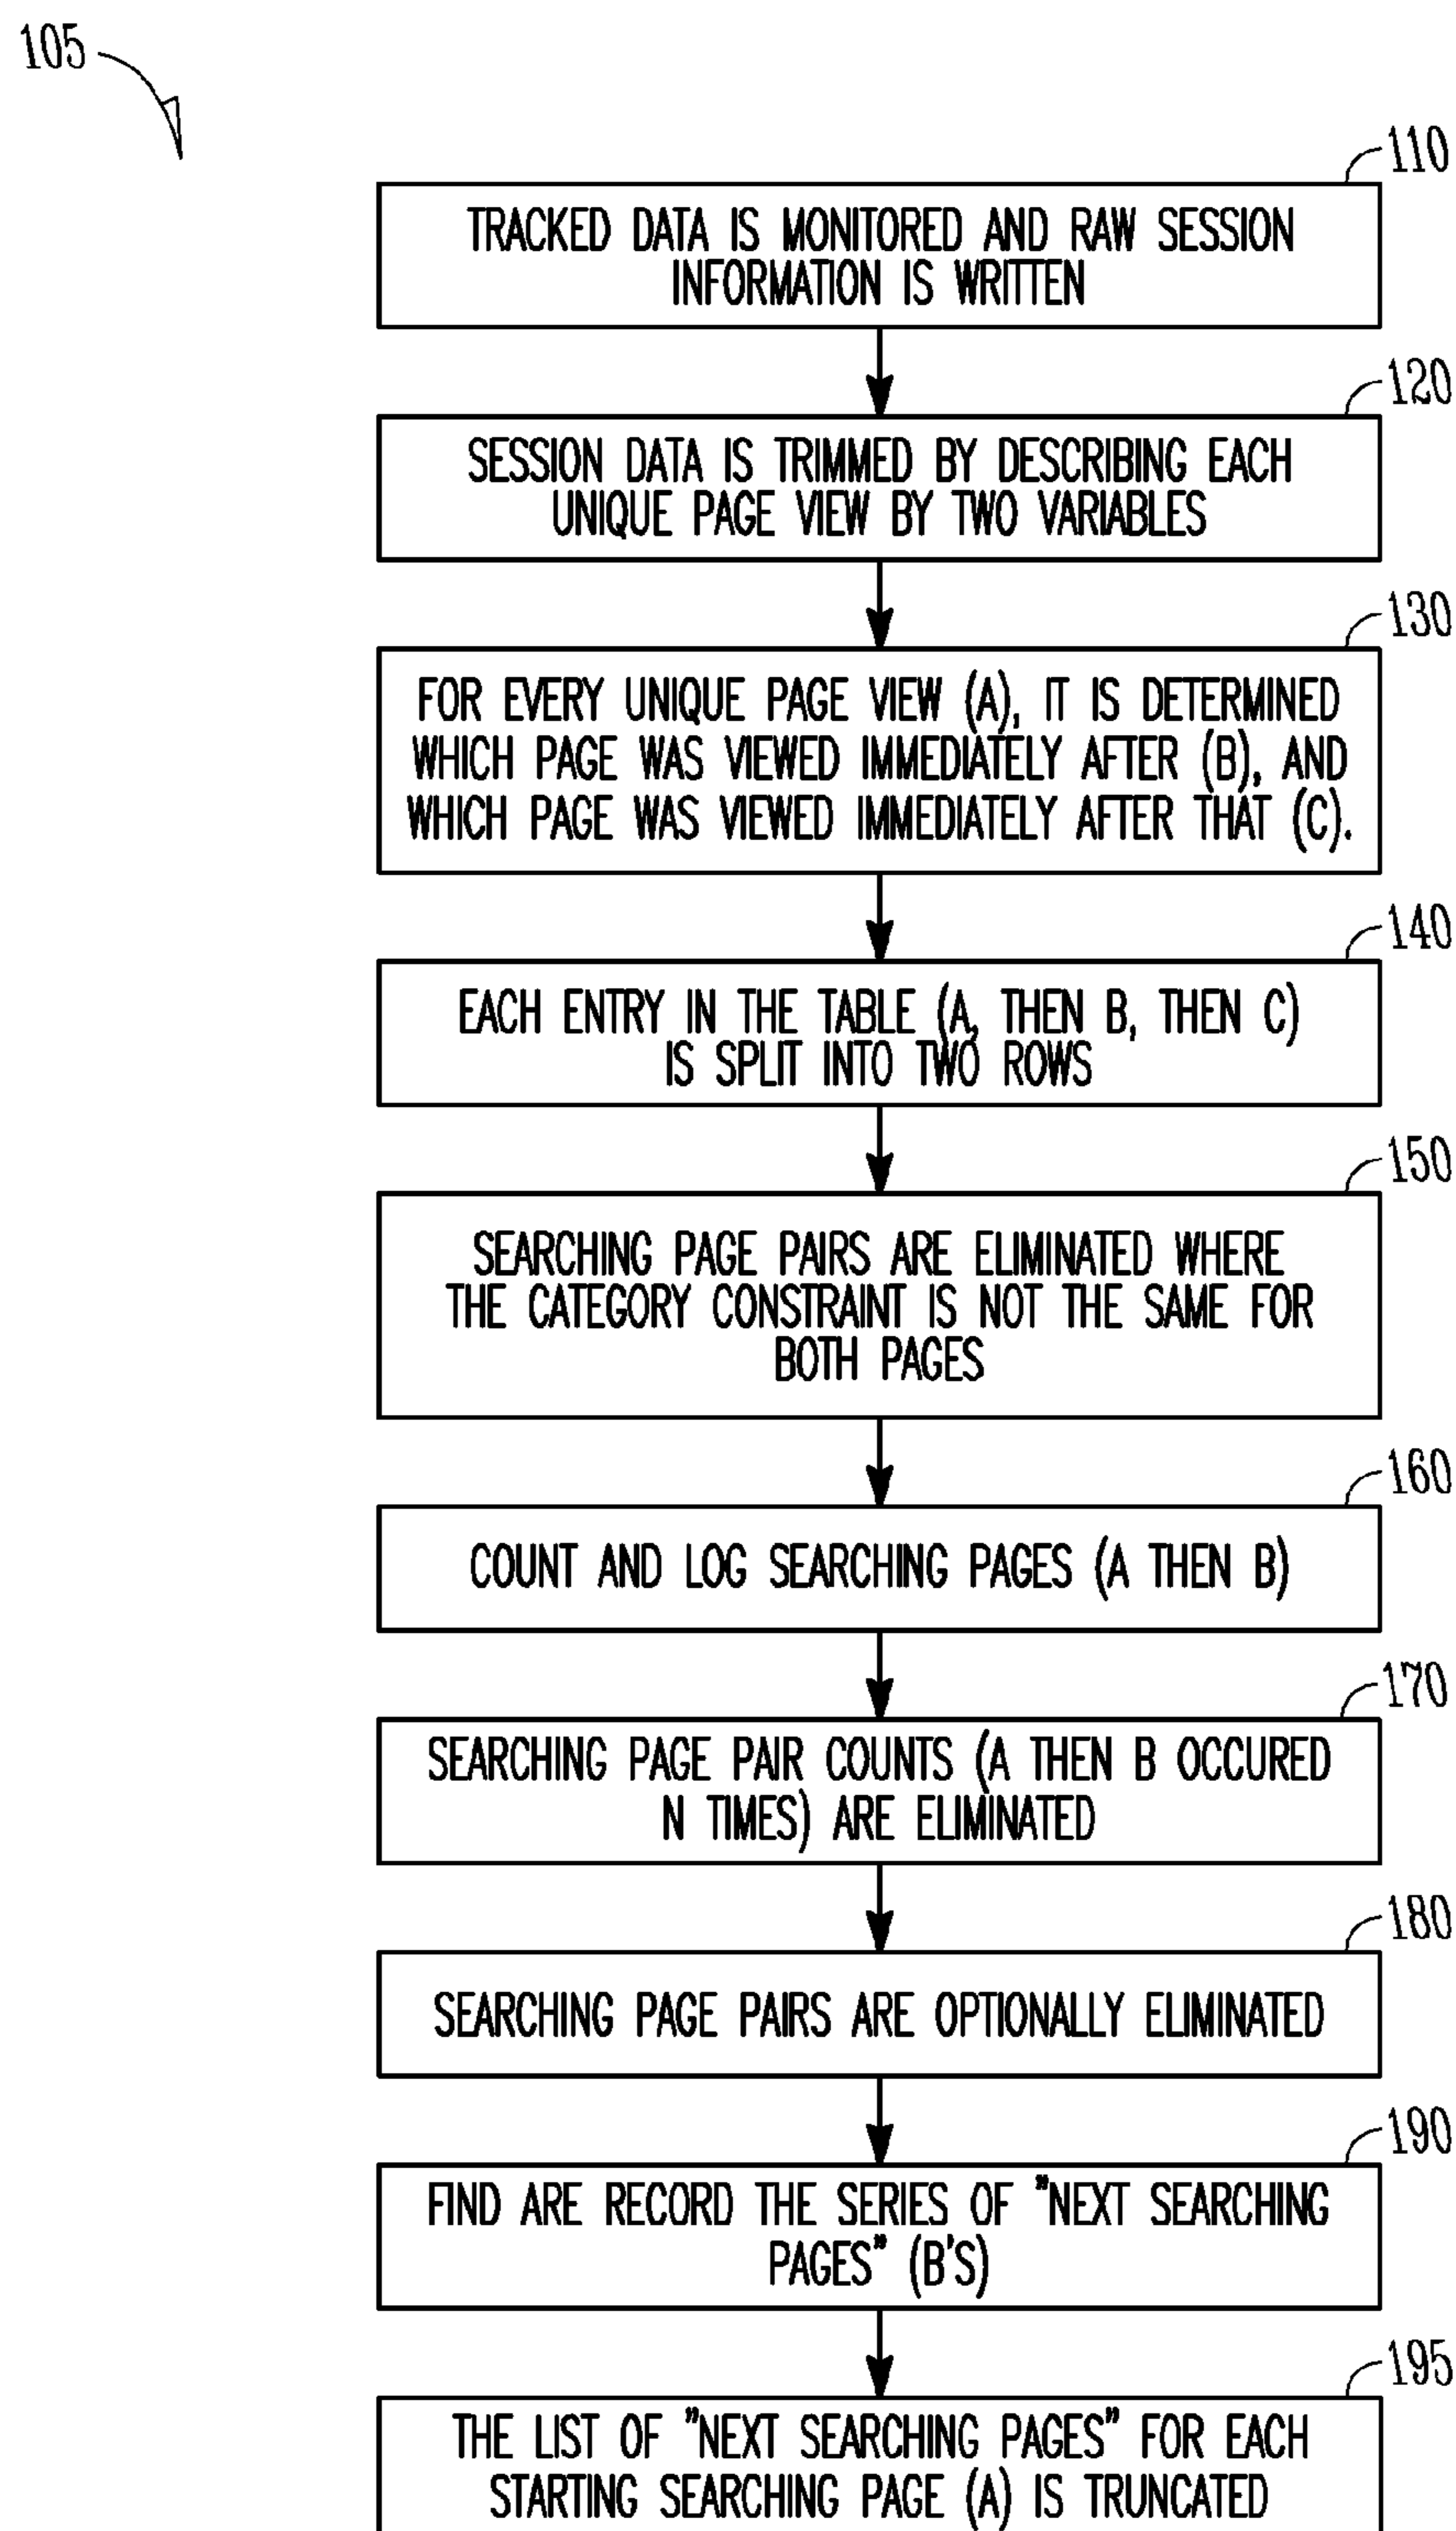 105
110
TRACKED DATA IS MONITORED AND RAW SESSION
INFORMATION IS WRITTEN
120
SESSION DATA IS TRIMMED BY DESCRIBING EACH
UNIQUE PAGE VIEW BY TWO VARIABLES
130
FOR EVERY UNIQUE PAGE VIEW (A), IT IS DETERMINED
WHICH PAGE WAS VIEWED IMMEDIATELY AFTER (B), AND
WHICH PAGE WAS VIEWED IMMEDIATELY AFTER THAT (C).
140
EACH ENTRY IN THE TABLE (A, THEN B, THEN C)
IS SPLIT INTO TWO ROWS
150
SEARCHING PAGE PAIRS ARE ELIMINATED WHERE
THE CATEGORY CONSTRAINT IS NOT THE SAME FOR
BOTH PAGES
160
COUNT AND LOG SEARCHING PAGES (A THEN B)
170
SEARCHING PAGE PAIR COUNTS (A THEN B OCCURED
N TIMES) ARE ELIMINATED
180
SEARCHING PAGE PAIRS ARE OPTIONALLY ELIMINATED
190
FIND ARE RECORD THE SERIES OF "NEXT SEARCHING
PAGES" (B'S)
195
THE LIST OF "NEXT SEARCHING PAGES" FOR EACH
STARTING SEARCHING PAGE (A) IS TRUNCATED